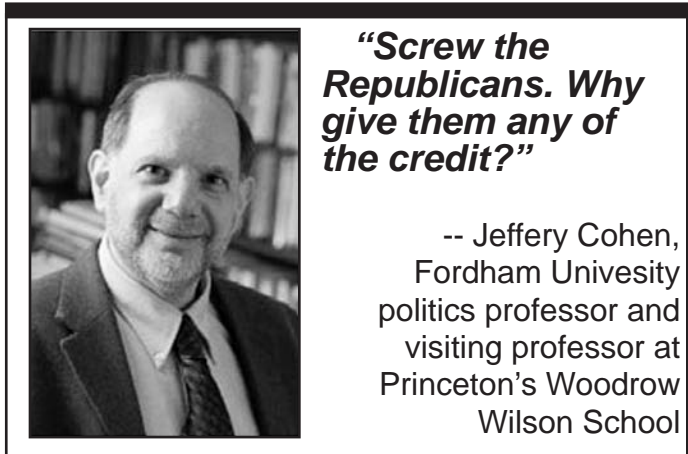 “Screw the
Republicans. Why
give them any of
the credit?”
-- Jeffery Cohen,
Fordham Univesity
politics professor and
visiting professor at
Princeton’s Woodrow
Wilson School